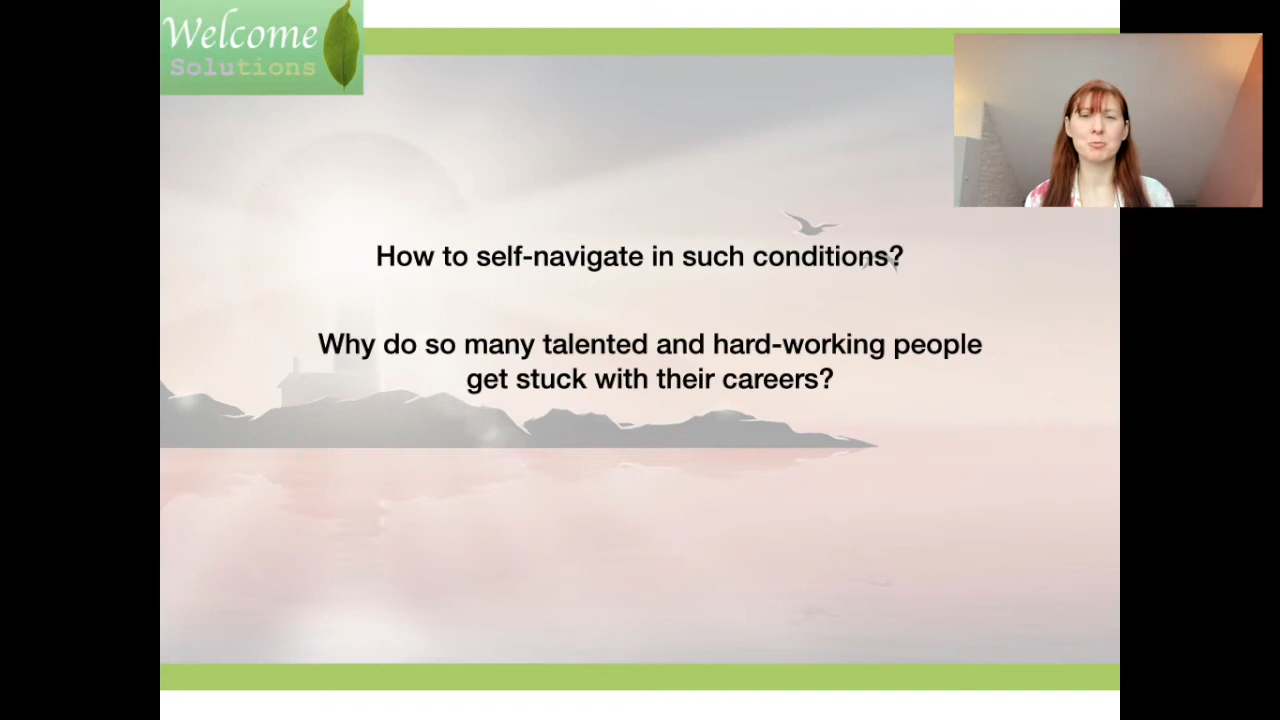 Welcome
Solutions
How to self-navigate in such conditions?
Why do so many talented and hard-working people
get stuck with their careers?